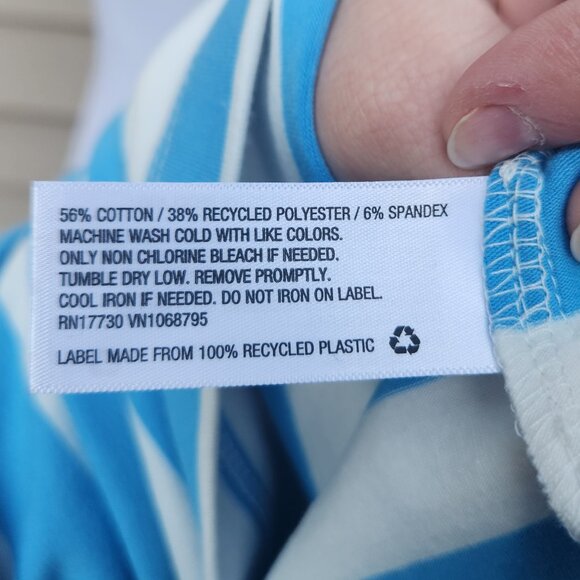 56% COTTON / 38% RECYCLED POLYESTER / 6% SPANDEX
MACHINE WASH COLD WITH LIKE COLORS.
ONLY NON CHLORINE BLEACH IF NEEDED.
TUMBLE DRY LOW. REMOVE PROMPTLY.
COOL IRON IF NEEDED. DO NOT IRON ON LABEL.
RN17730 VN1068795
LABEL MADE FROM 100% RECYCLED PLASTIC